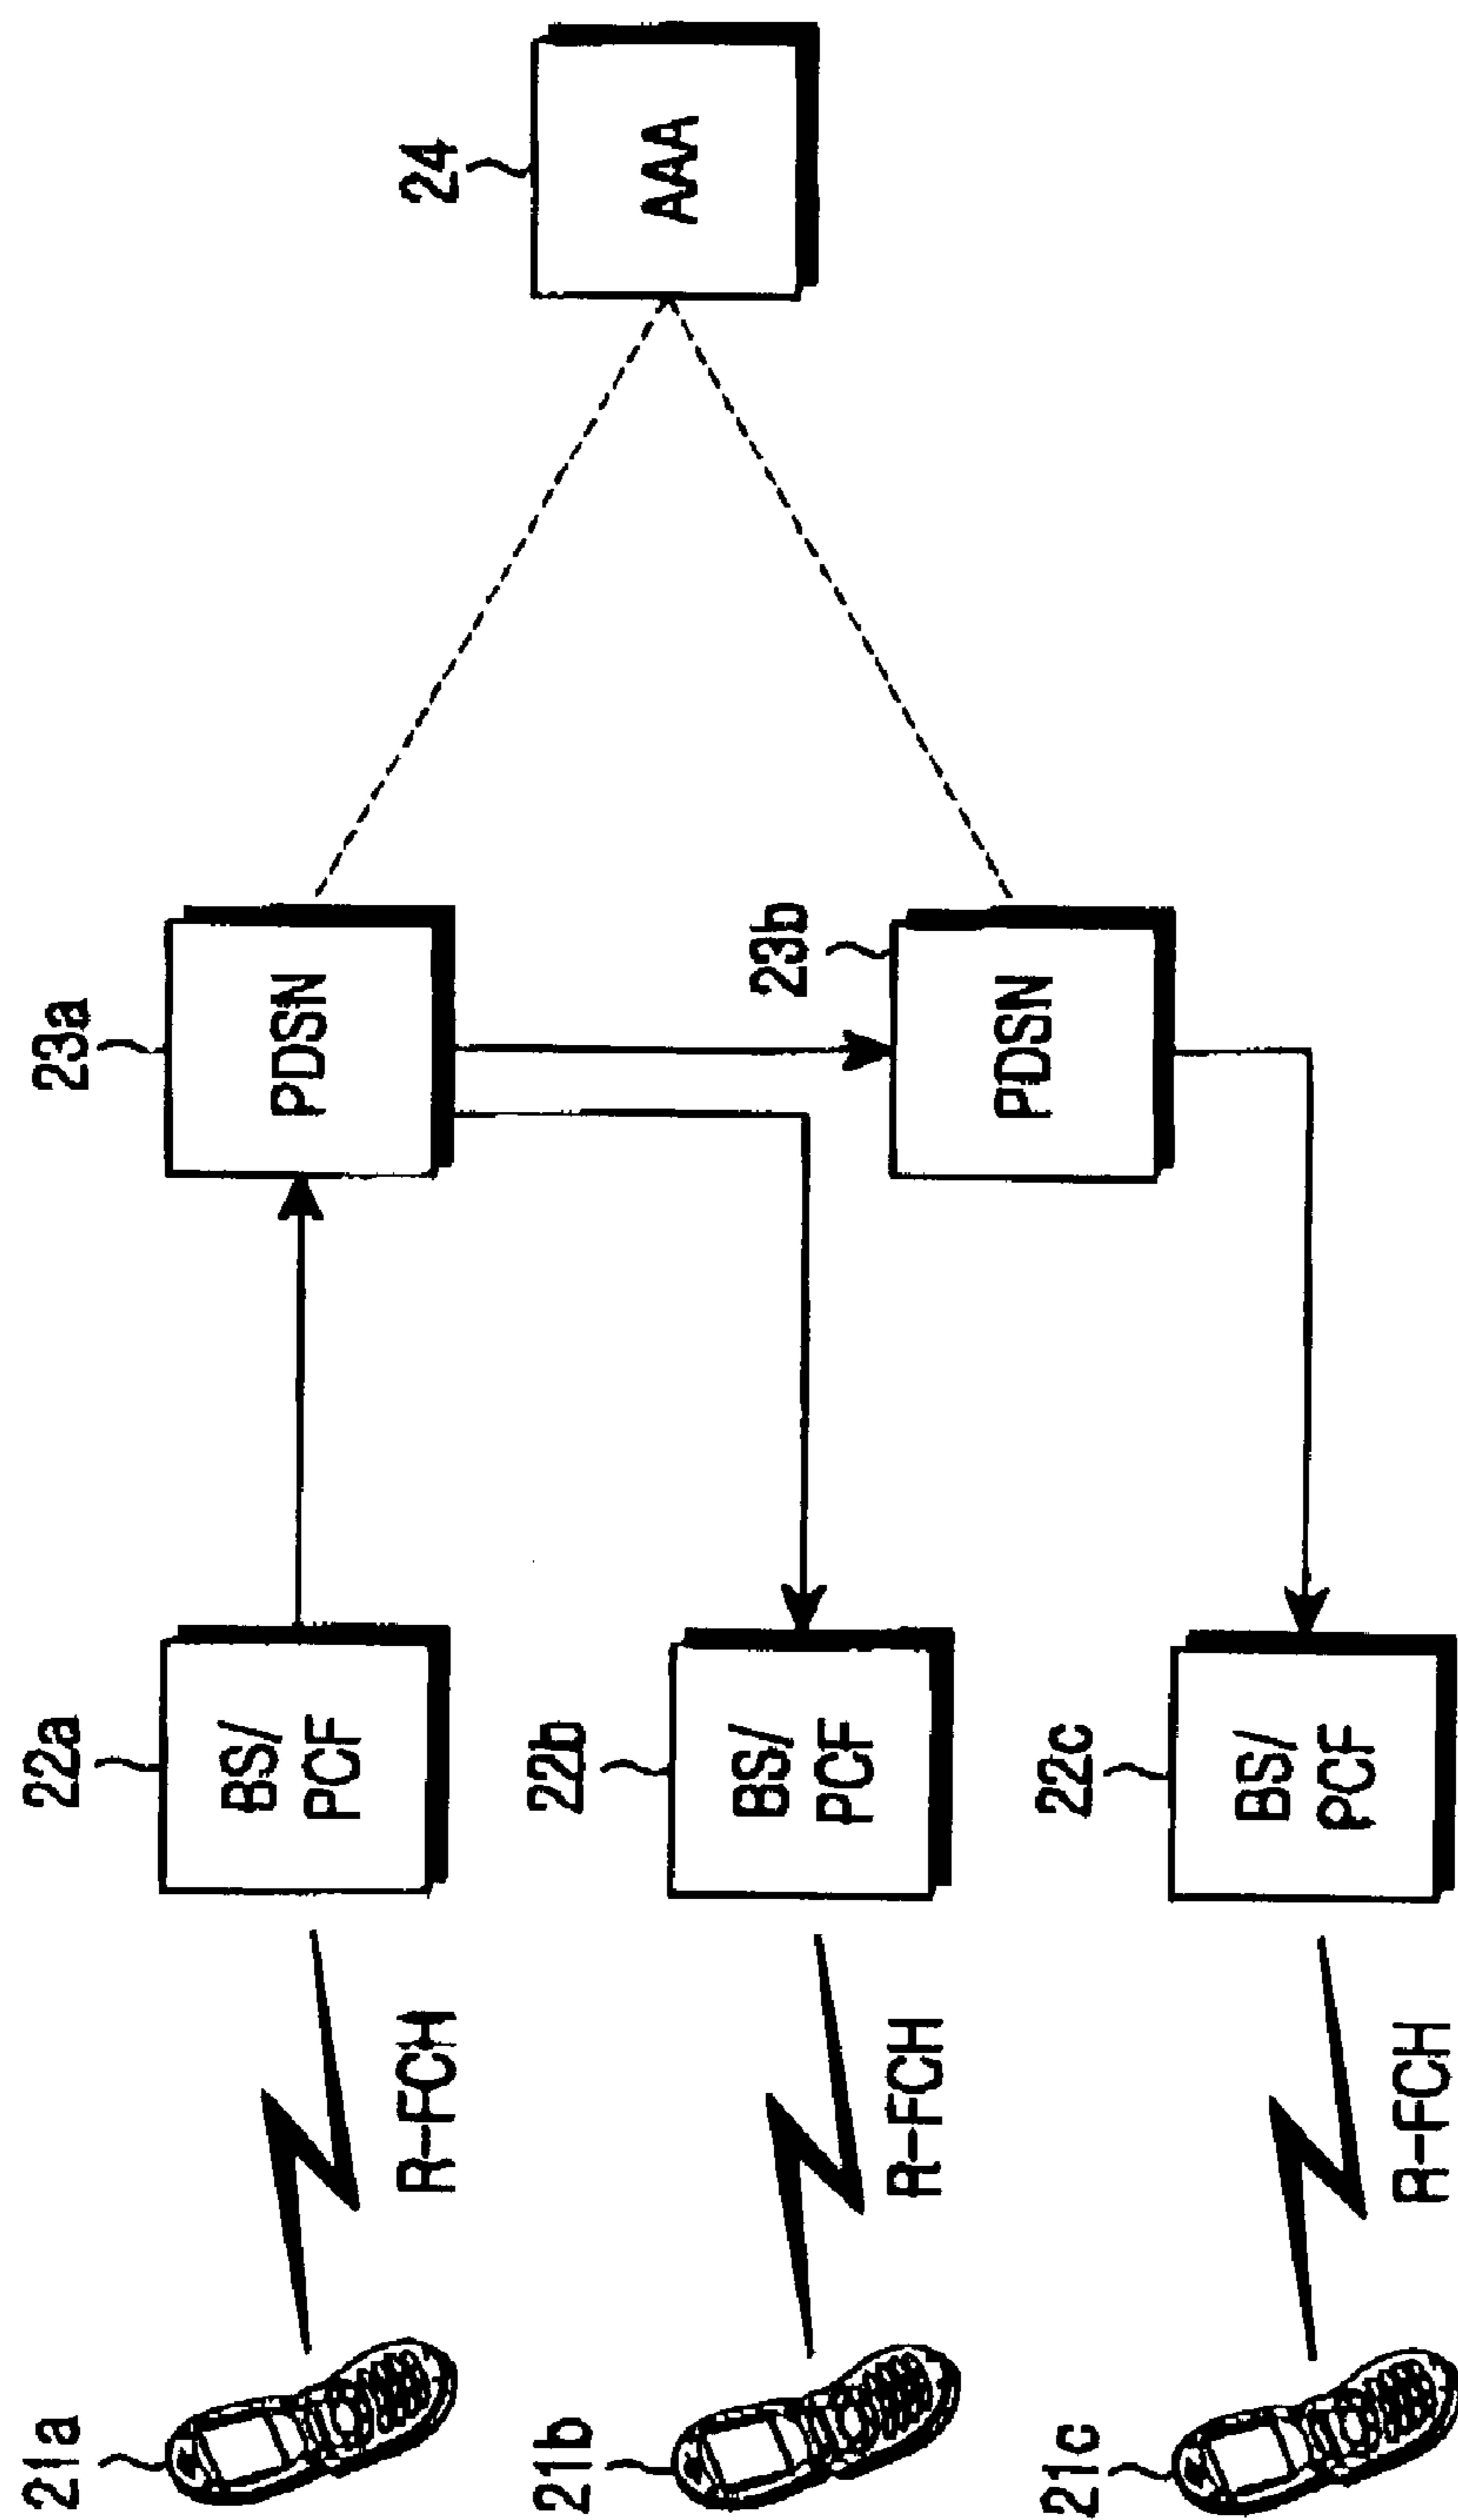 21a
22a
BS/
PCF
R-FCH
23a
PDSN
24
AAA
21b
22b
BS/
PCF
R-FCH
23b
PDSN
21c
22c
BS/
PCF
R-FCH